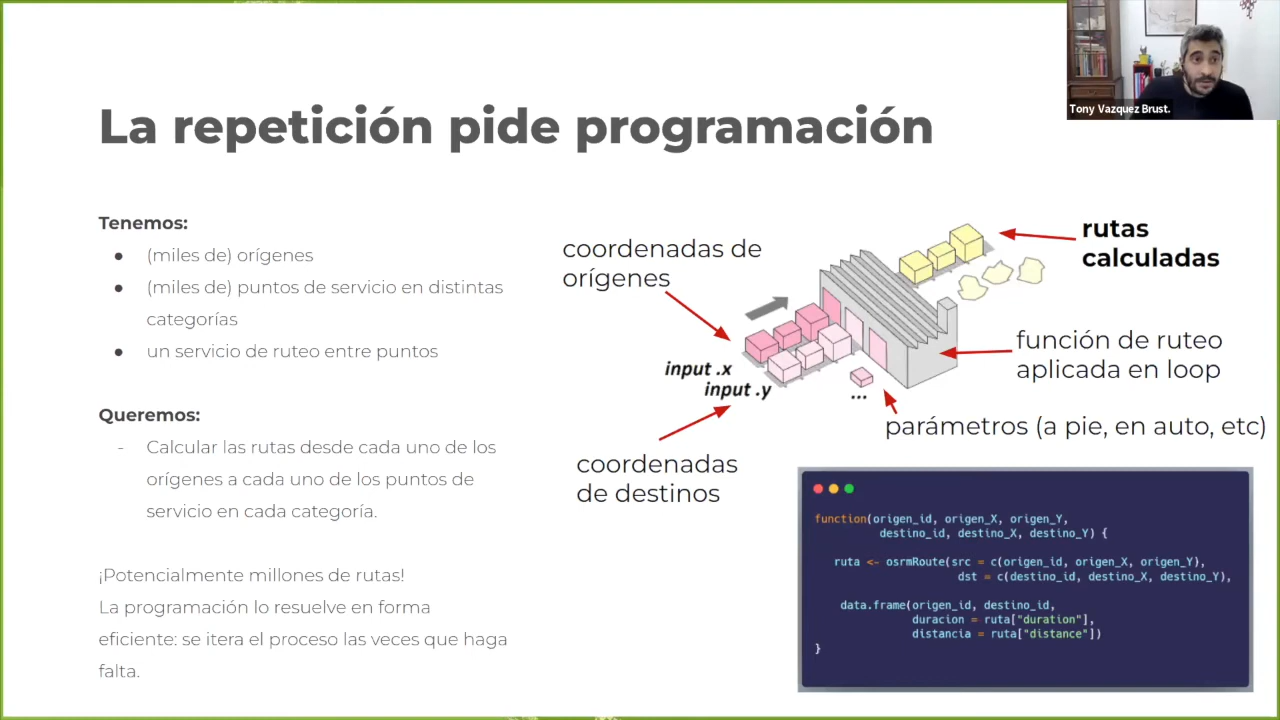 Tony Vazquez Brust.
La repetición pide programación
Tenemos:
● (miles de) orígenes
● (miles de) puntos de servicio en distintas
categorías
● un servicio de ruteo entre puntos
Queremos:
- Calcular las rutas desde cada uno de los
orígenes a cada uno de los puntos de
servicio en cada categoría.
¡Potencialmente millones de rutas!
La programación lo resuelve en forma
eficiente: se itera el proceso las veces que haga
falta.
coordenadas de
orígenes
rutas
calculadas
input .x
input .y
...
función de ruteo
aplicada en loop
parámetros (a pie, en auto, etc)
coordenadas
de destinos
function(origen_id, origen_X, origen_Y,
destino_id, destino_X, destino_Y) {
ruta <- osrmRoute(src = c(origen_id, origen_X, origen_Y),
dst = c(destino_id, destino_X, destino_Y),
data.frame(origen_id, destino_id,
duracion = ruta["duration"],
distancia = ruta["distance"])
}